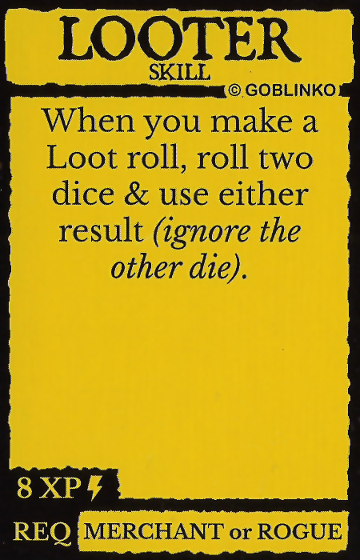 LOOTER
SKILL
© GOBLINKO
When you make a
Loot roll, roll two
dice & use either
result (ignore the
other die).
8 XP
REQ MERCHANT or ROGUE